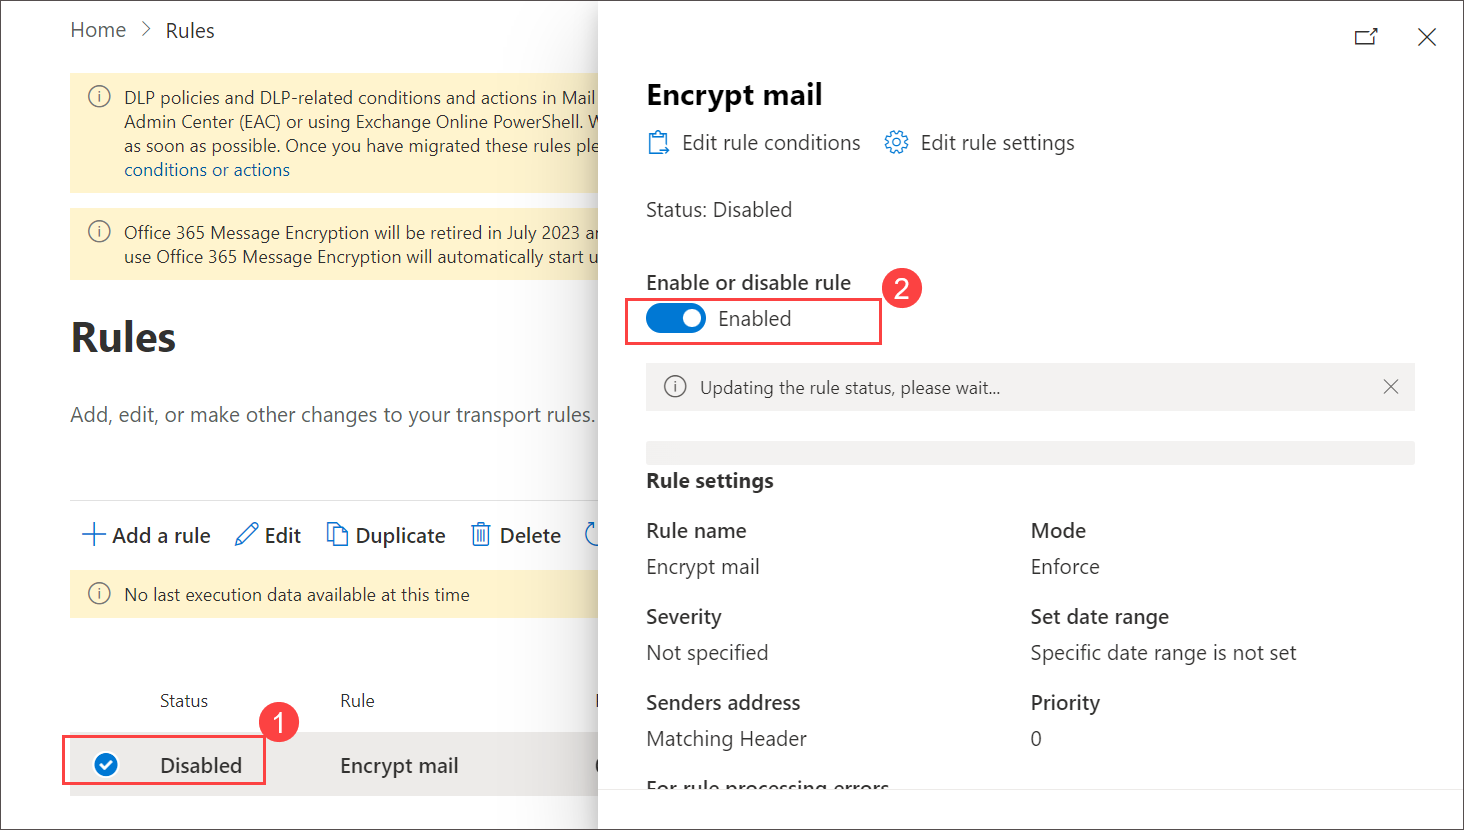 Home > Rules
DLP policies and DLP-related conditions and actions in Mail
Admin Center (EAC) or using Exchange Online PowerShell. W
as soon as possible. Once you have migrated these rules ple
conditions or actions
Office 365 Message Encryption will be retired in July 2023 a
use Office 365 Message Encryption will automatically start u
Rules
Add, edit, or make other changes to your transport rules.
Add a rule Edit Duplicate Delete
No last execution data available at this time
Status Rule
1
Disabled Encrypt mail
Encrypt mail
Edit rule conditions Edit rule settings
Status: Disabled
Enable or disable rule
2
Enabled
Updating the rule status, please wait...
Rule settings
Rule name Mode
Encrypt mail Enforce
Severity Set date range
Not specified Specific date range is not set
Senders address Priority
Matching Header 0
For rule processing errors